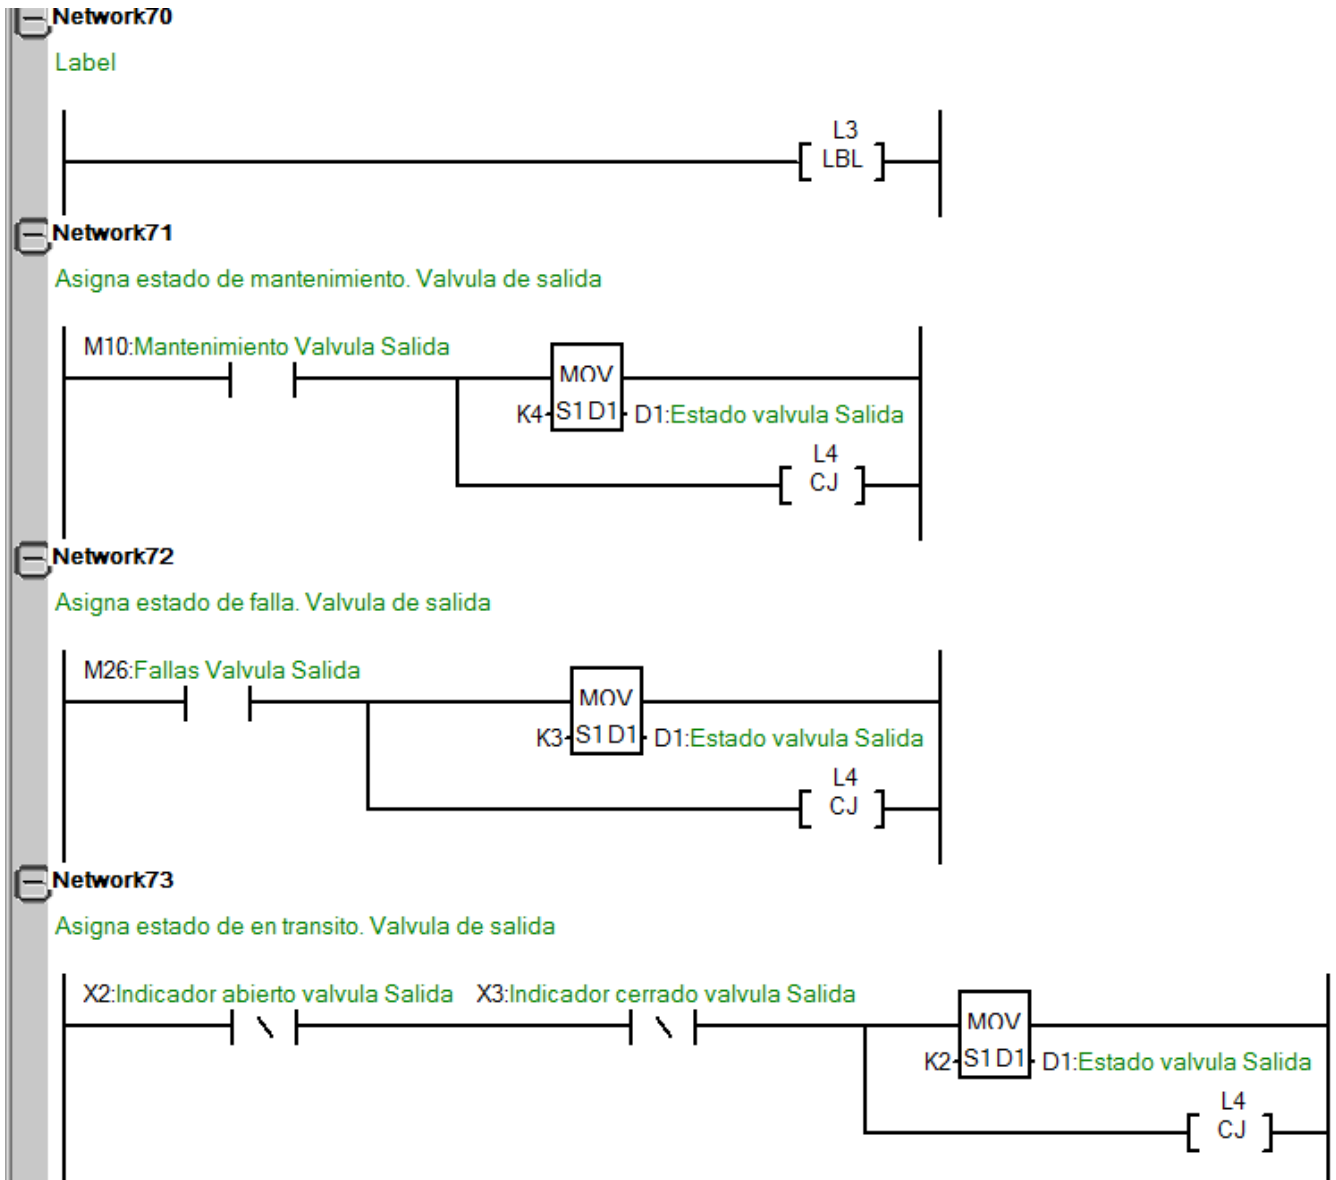 Network70
Label
L3
LBL
Network71
Asigna estado de mantenimiento. Valvula de salida
M10:Mantenimiento Valvula Salida
MOV
K4 S1 D1 D1:Estado valvula Salida
L4
CJ
Network72
Asigna estado de falla. Valvula de salida
M26:Fallas Valvula Salida
MOV
K3 S1 D1 D1:Estado valvula Salida
L4
CJ
Network73
Asigna estado de en transito. Valvula de salida
X2:Indicador abierto valvula Salida X3:Indicador cerrado valvula Salida
MOV
K2 S1 D1 D1:Estado valvula Salida
L4
CJ